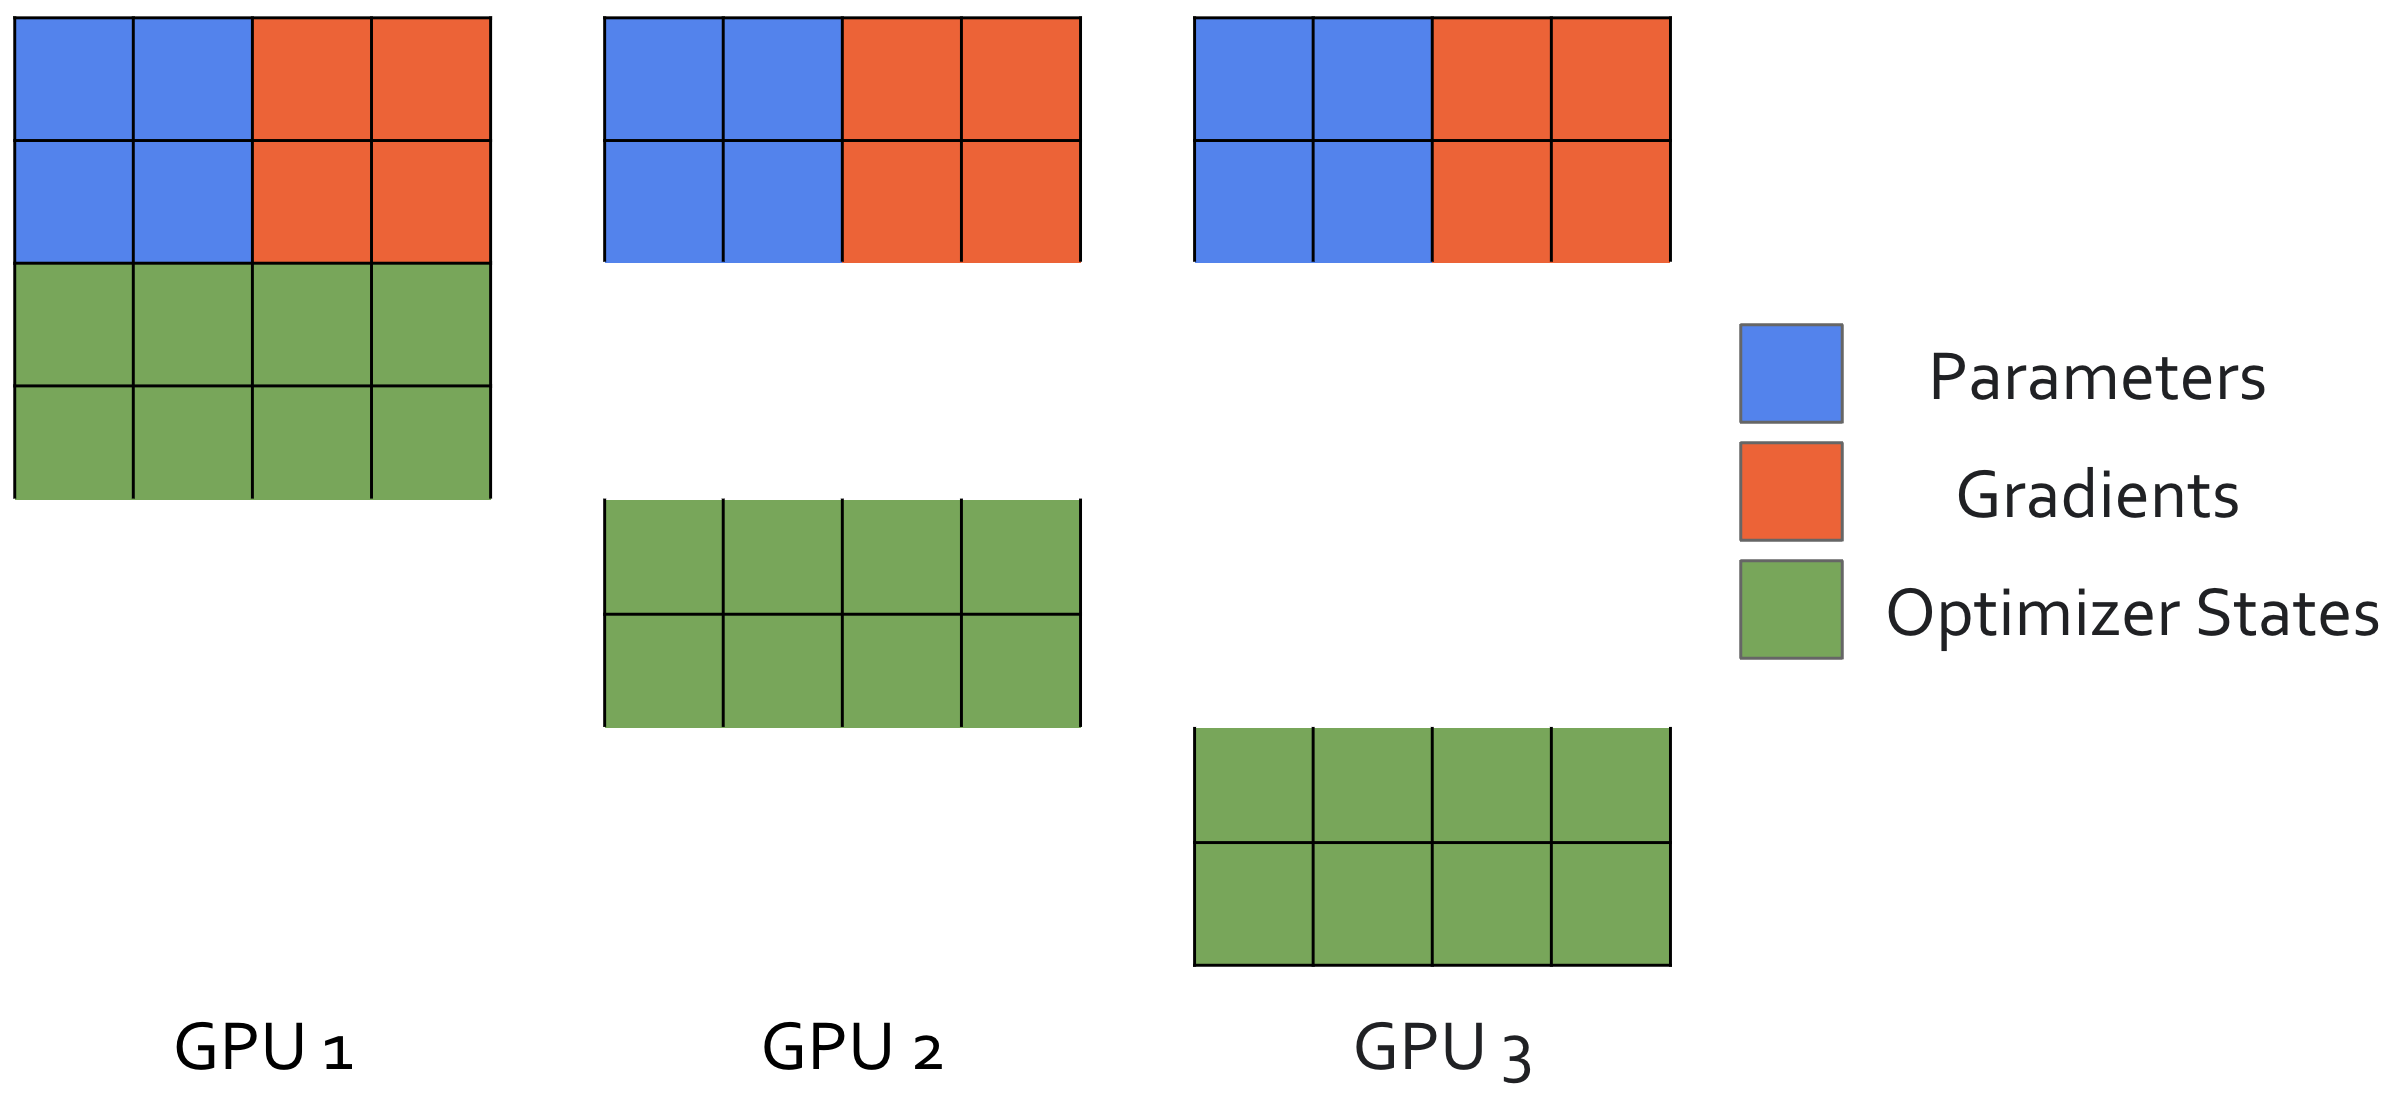 Parameters
Gradients
Optimizer States
GPU 1
GPU 2
GPU 3